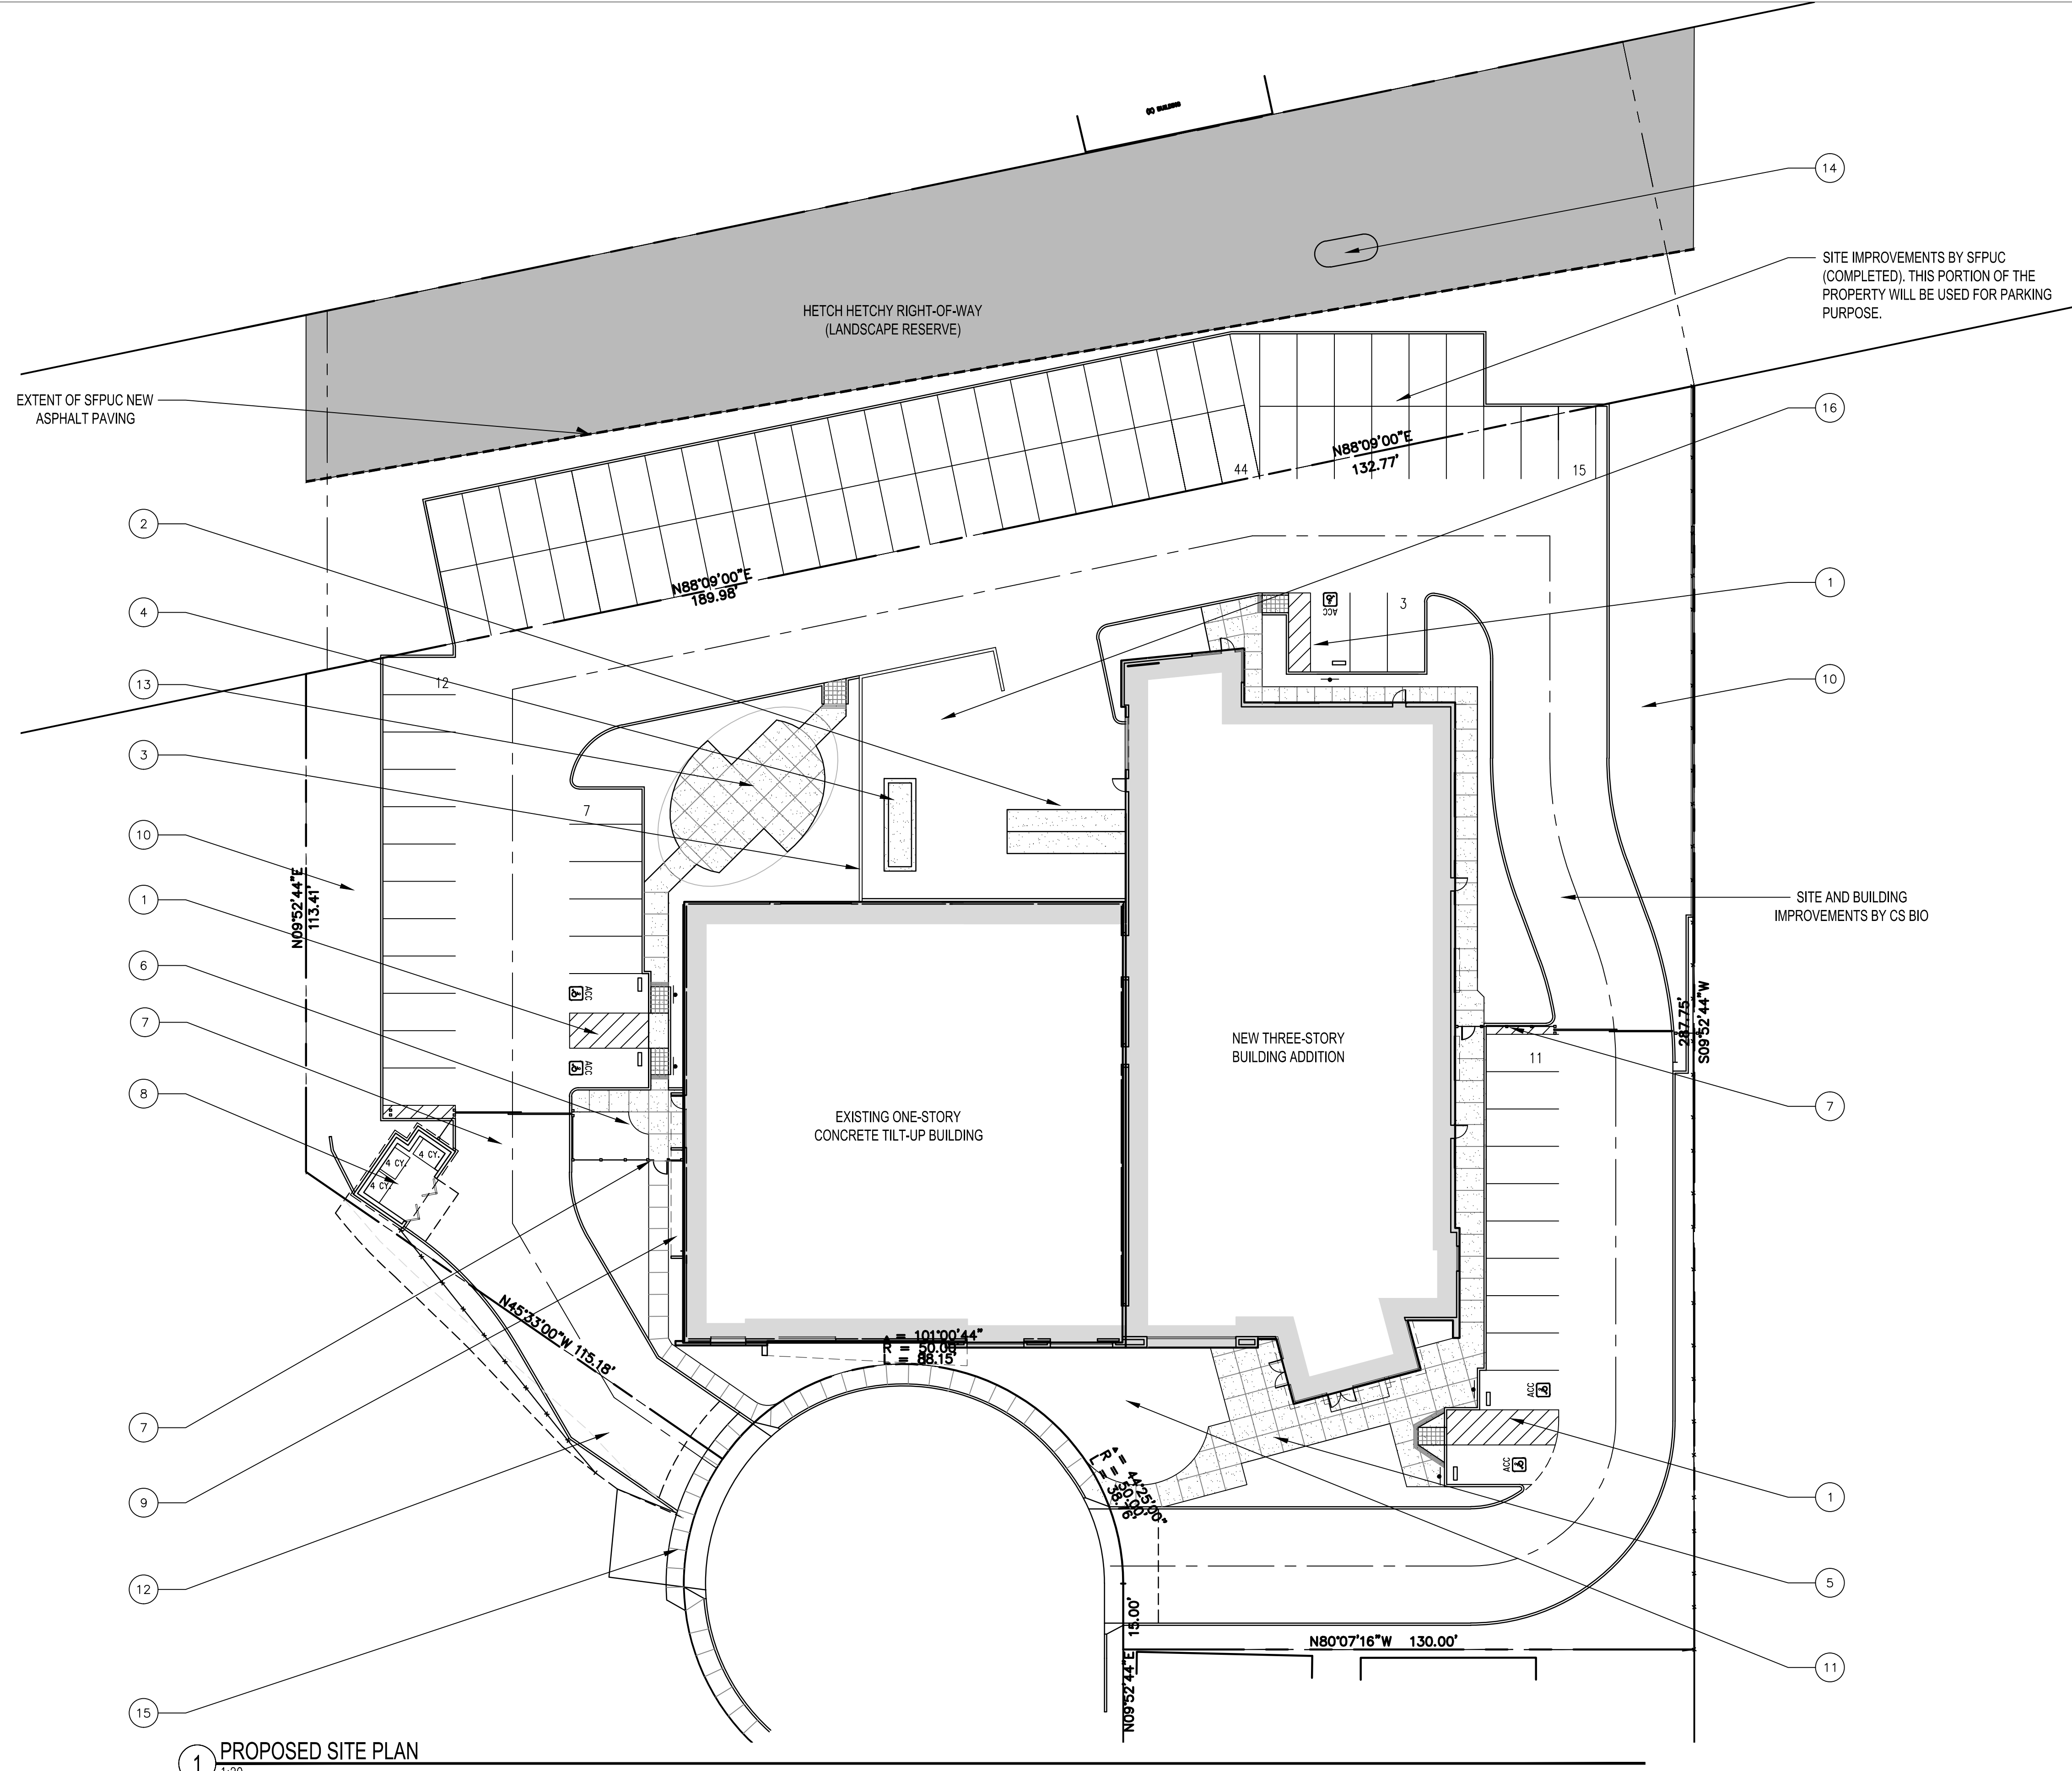 (E) BUILDING
14
SITE IMPROVEMENTS BY SFPUC
(COMPLETED). THIS PORTION OF THE
PROPERTY WILL BE USED FOR PARKING
PURPOSE.
HETCH HETCHY RIGHT-OF-WAY
(LANDSCAPE RESERVE)
EXTENT OF SFPUC NEW
ASPHALT PAVING
16
N88°09'00"E
132.77'
44
15
2
N88°09'00"E
189.98'
1
4
ACC
3
13
12
10
3
7
10
N09°52'44"E
113.41'
1
SITE AND BUILDING
IMPROVEMENTS BY CS BIO
6
ACC
287.75'
S09°52'44"W
7
NEW THREE-STORY
BUILDING ADDITION
11
ACC
8
7
EXISTING ONE-STORY
CONCRETE TILT-UP BUILDING
4 CY.
4 CY.
4 CY.
N45°33'00"W 115.18'
= 101°00'44"
R = 50.00'
L = 88.15'
ACC
7
ACC
9
R = 50.00'
1
12
5
15.00'
N80°07'16"W 130.00'
N09°52'44"E
11
15
1
PROPOSED SITE PLAN